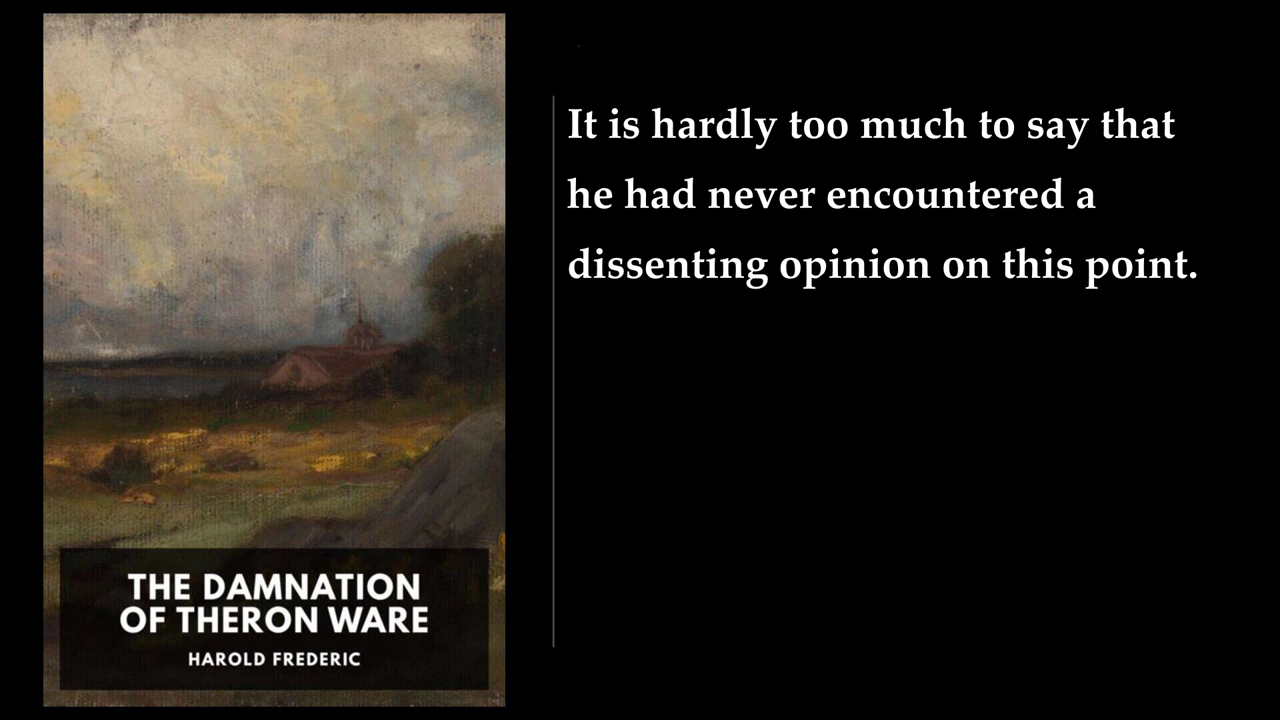 It is hardly too much to say that
he had never encountered a
dissenting opinion on this point.
THE DAMNATION
OF THERON WARE
HAROLD FREDERIC